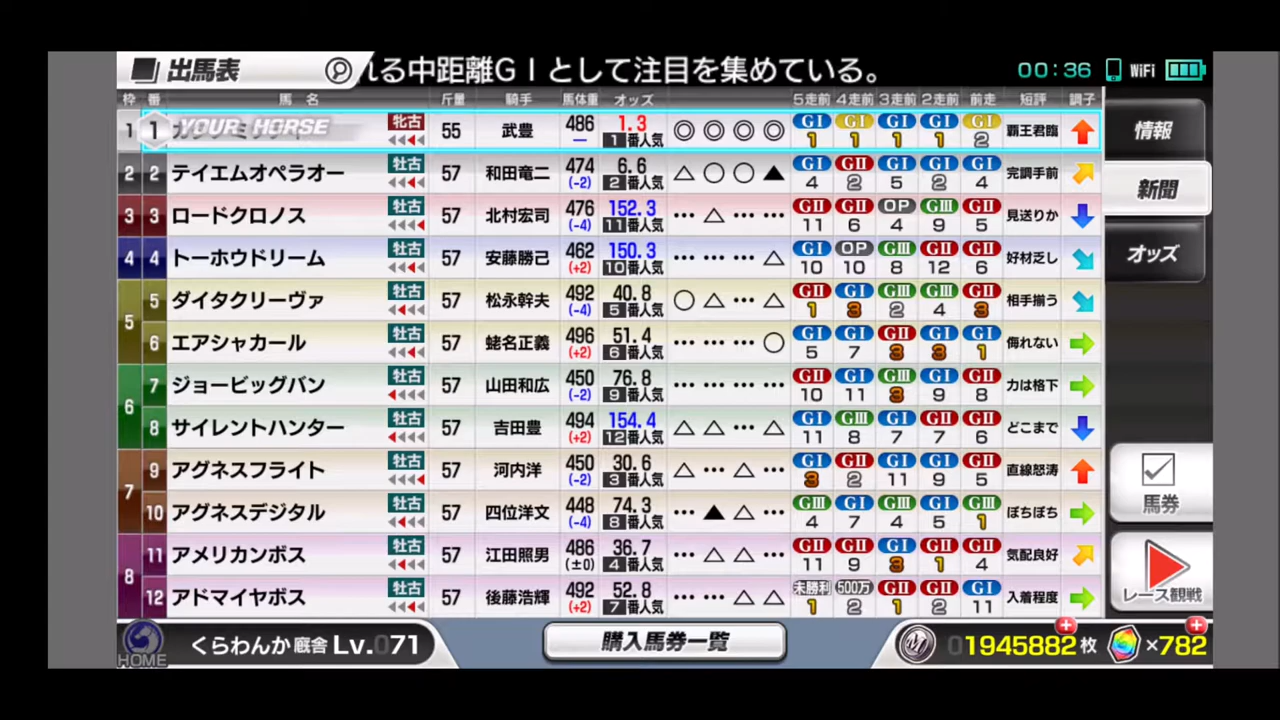 出馬表 れる中距離GⅠとして注目を集めている。 00:36 WiFi
枠 番 馬 名 斤量 騎手 馬体重 オッズ 5走前 4走前 3走前 2走前 前走 短評 調子
1 1 YOUR HORSE 牝古 55 武豊 486 ― 1.3 1番人気 ◎ ◎ ◎ ◎ GⅠ 1 GⅠ 1 GⅠ 1 GⅠ 1 GⅠ 2 覇王君臨
2 2 テイエムオペラオー 牡古 57 和田竜二 474 (-2) 6.6 2番人気 △ ○ ○ ▲ GⅠ 4 GⅡ 2 GⅠ 5 GⅠ 2 GⅠ 4 完調手前
3 3 ロードクロノス 牡古 57 北村宏司 476 (-4) 152.3 11番人気 … △ … … GⅡ 11 GⅡ 6 OP 4 GⅢ 9 GⅡ 5 見送りか
4 4 トーホウドリーム 牡古 57 安藤勝己 462 (+2) 150.3 10番人気 … … … △ GⅠ 10 OP 10 GⅢ 8 GⅡ 12 GⅡ 6 好材乏し
5 5 ダイタクリーヴァ 牡古 57 松永幹夫 492 (-4) 40.8 5番人気 ○ △ … △ GⅡ 1 GⅠ 3 GⅢ 2 GⅢ 4 GⅡ 3 相手揃う
6 エアシャカール 牡古 57 蛯名正義 496 (+2) 51.4 6番人気 … … … ○ GⅠ 5 GⅠ 7 GⅡ 3 GⅠ 3 GⅠ 1 侮れない
6 7 ジョービッグバン 牡古 57 山田和広 450 (-2) 76.8 9番人気 … … … … GⅡ 10 GⅠ 11 GⅢ 3 GⅡ 9 GⅡ 8 力は格下
8 サイレントハンター 牡古 57 吉田豊 494 (+2) 154.4 12番人気 △ △ … △ GⅠ 11 GⅢ 8 GⅠ 7 GⅡ 7 GⅡ 6 どこまで
7 9 アグネスフライト 牡古 57 河内洋 450 (-2) 30.6 3番人気 △ … △ … GⅠ 3 GⅡ 2 GⅠ 11 GⅠ 9 GⅡ 5 直線怒涛
10 アグネスデジタル 牡古 57 四位洋文 448 (-4) 74.3 8番人気 … ▲ △ … GⅢ 4 GⅠ 7 GⅢ 4 GⅠ 5 GⅢ 1 ぼちぼち
8 11 アメリカンボス 牡古 57 江田照男 486 (±0) 36.7 4番人気 … △ △ … GⅡ 11 GⅡ 9 GⅠ 3 GⅡ 1 GⅡ 4 気配良好
12 アドマイヤボス 牡古 57 後藤浩輝 492 (+2) 52.8 7番人気 … … △ △ 未勝利 1 500万 2 GⅡ 1 GⅡ 2 GⅠ 11 入着程度
情報
新聞
オッズ
馬券
レース観戦
HOME くらわんか 厩舎 Lv.071 購入馬券一覧 01945882枚 ×782